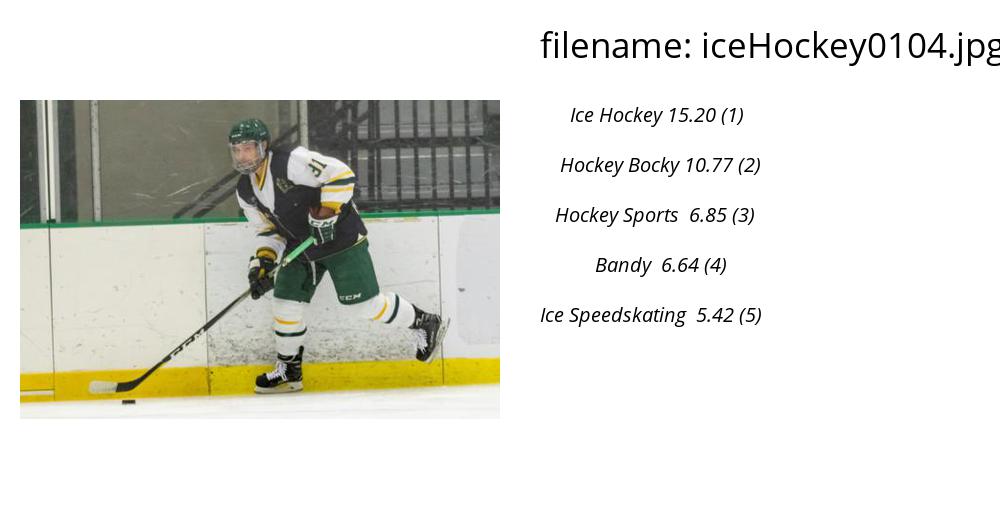 filename: iceHockey0104.jpg
Ice Hockey 15.20 (1)
Hockey Bocky 10.77 (2)
Hockey Sports 6.85 (3)
Bandy 6.64 (4)
Ice Speedskating 5.42 (5)
31
CCM
CCM